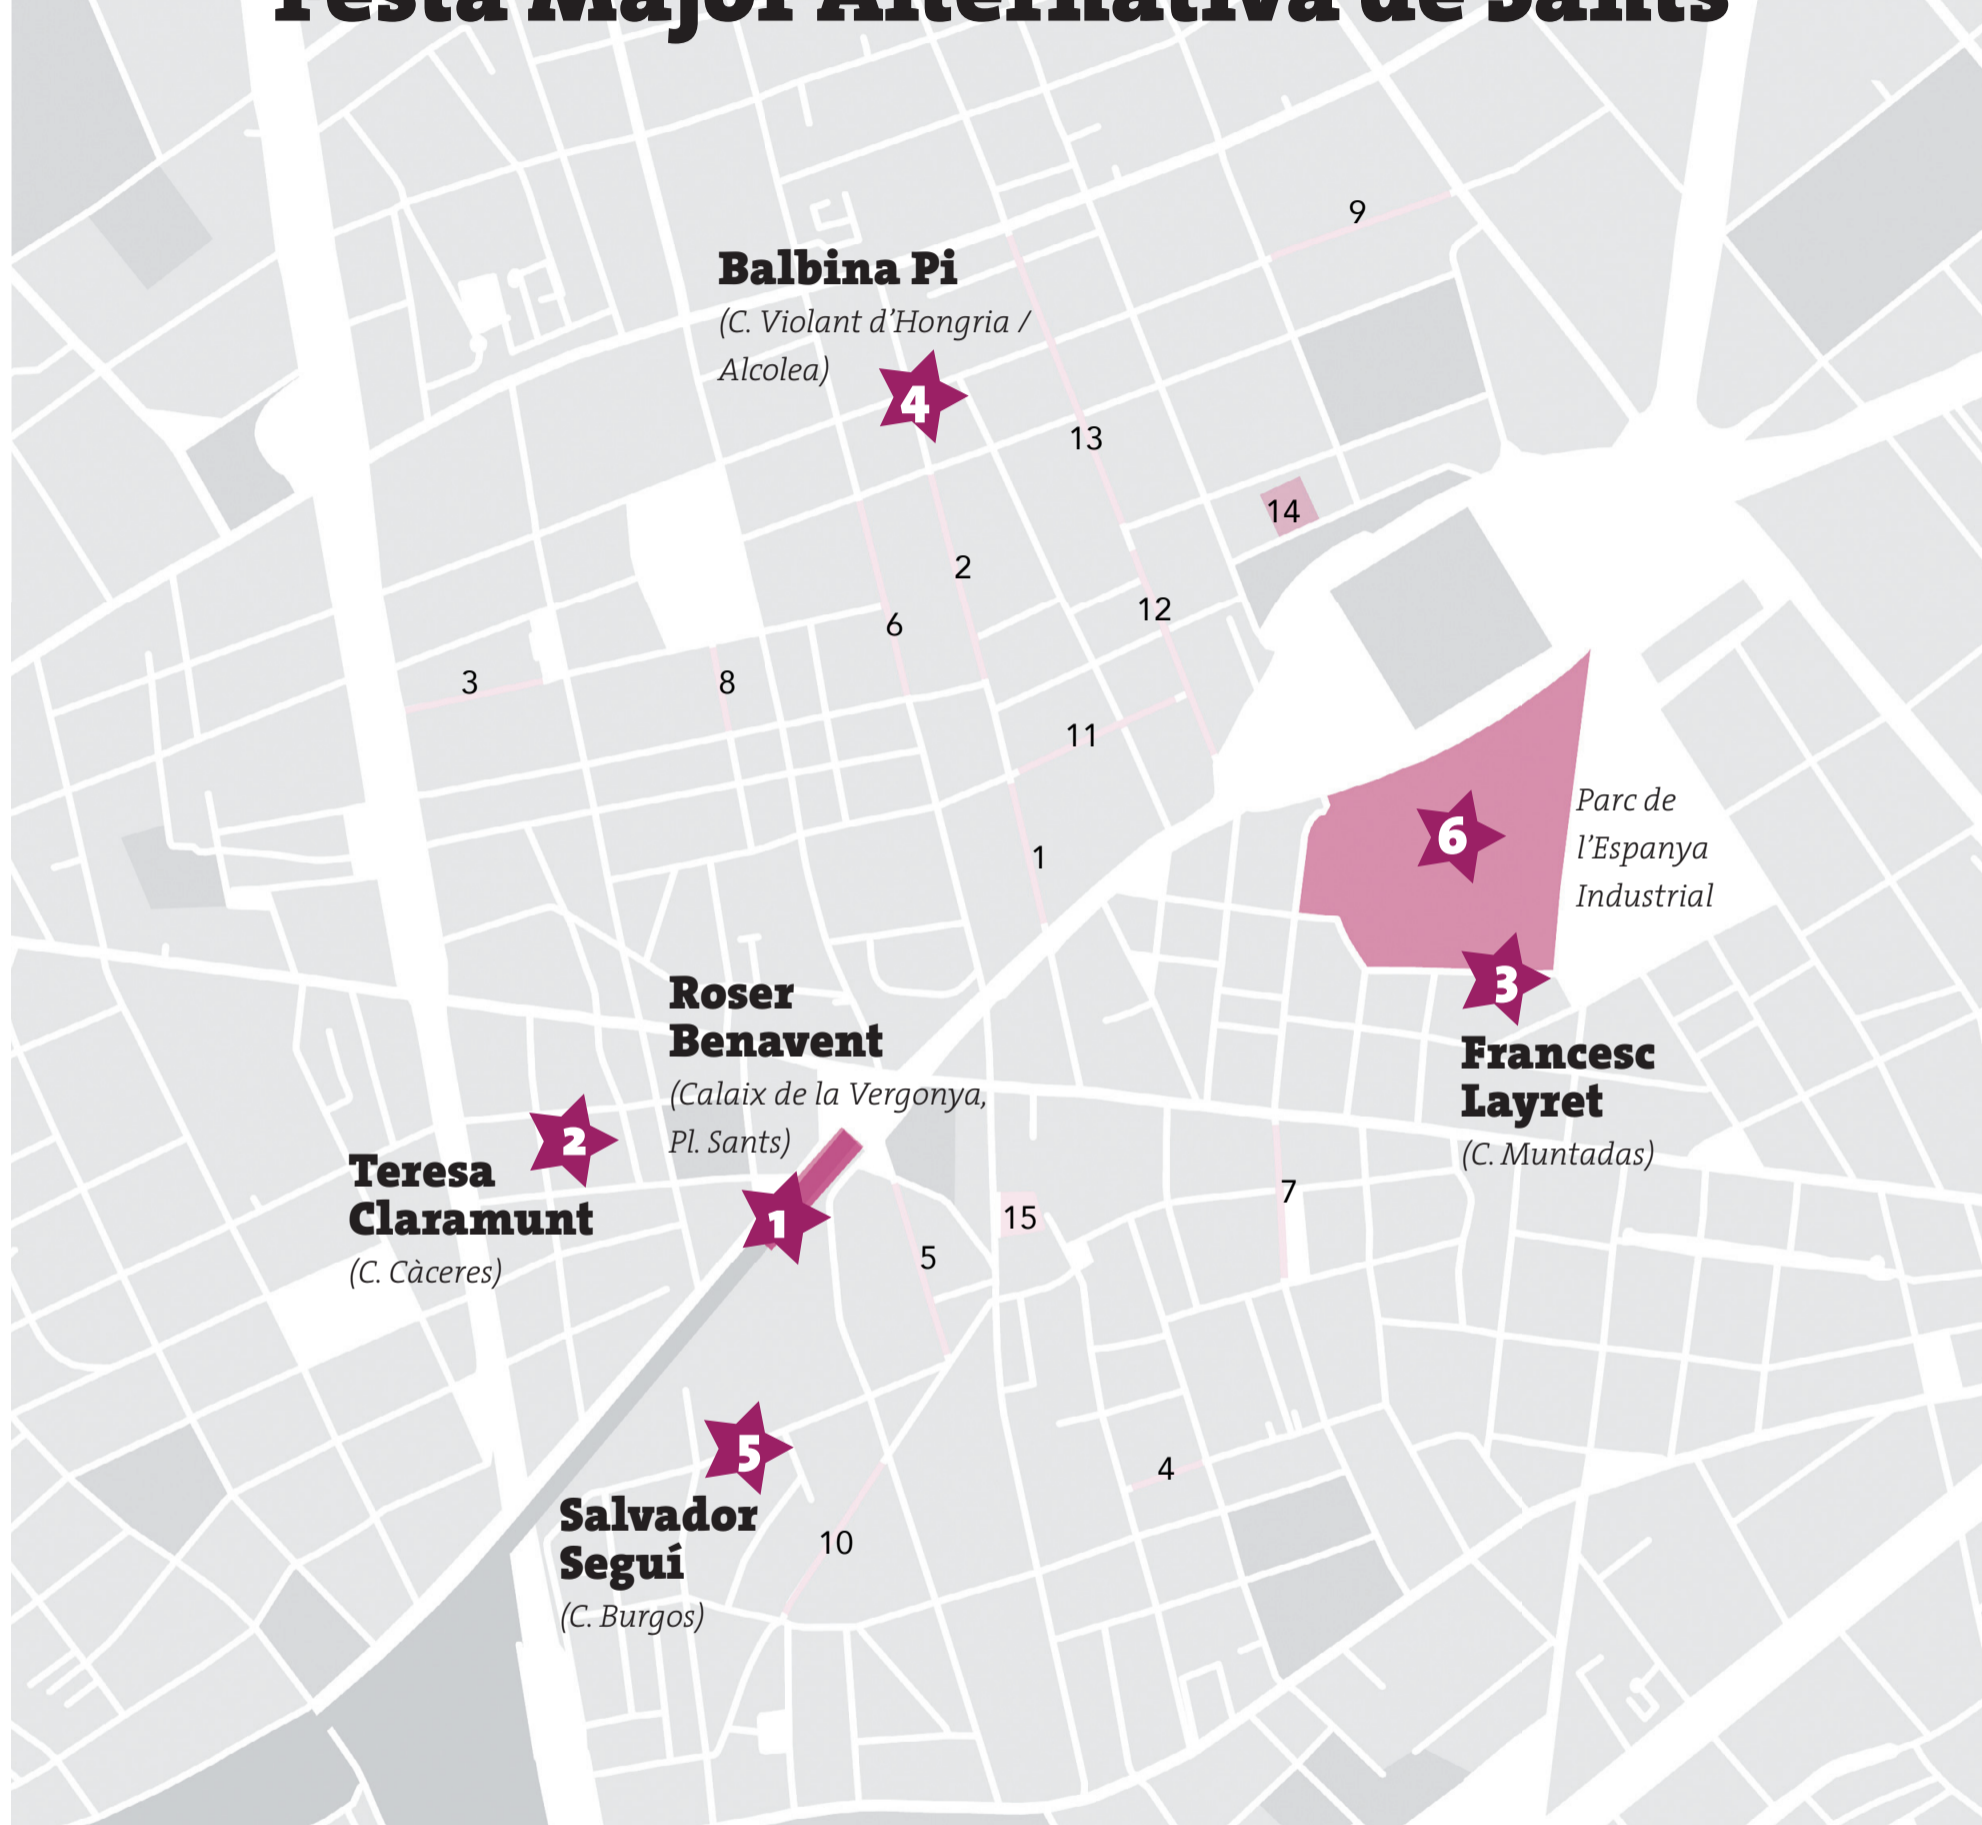 Festa Major Alternativa de Sants
9
Balbina Pi
(C. Violant d'Hongria /
Alcolea)
4
13
14
2
12
6
3
8
11
Parc de
l'Espanya
Industrial
6
1
Roser
Benavent
(Calaix de la Vergonya,
Pl. Sants)
3
Francesc
Layret
(C. Muntadas)
2
Teresa
Claramunt
(C. Càceres)
1
7
15
5
5
4
Salvador
Seguí
(C. Burgos)
10